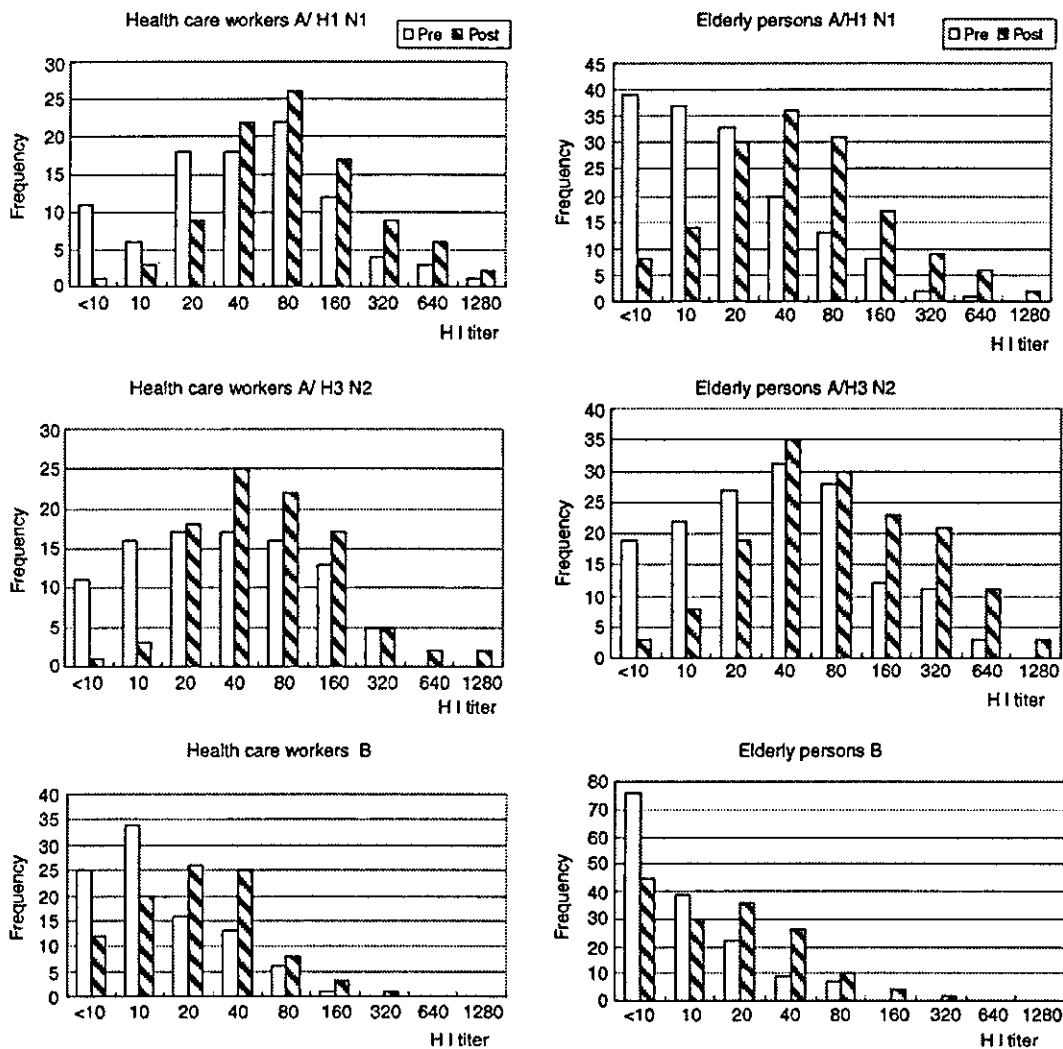 Health care workers A/ H1 N1
Pre Post
Frequency
30
25
20
15
10
5
0
<10 10 20 40 80 160 320 640 1280
H I titer
Elderly persons A/H1 N1
Pre Post
Frequency
45
40
35
30
25
20
15
10
5
0
<10 10 20 40 80 160 320 640 1280
H I titer
Health care workers A/ H3 N2
Frequency
30
25
20
15
10
5
0
<10 10 20 40 80 160 320 640 1280
H I titer
Elderly persons A/H3 N2
Frequency
40
35
30
25
20
15
10
5
0
<10 10 20 40 80 160 320 640 1280
H I titer
Health care workers B
Frequency
40
35
30
25
20
15
10
5
0
<10 10 20 40 80 160 320 640 1280
H I titer
Elderly persons B
Frequency
80
70
60
50
40
30
20
10
0
<10 10 20 40 80 160 320 640 1280
H I titer